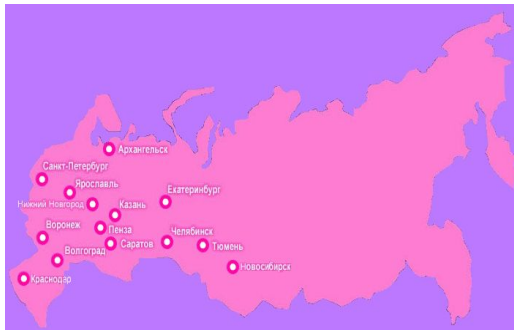 Архангельск
Санкт-Петербург
Ярославль
Екатеринбург
Нижний Новгород
Казань
Воронеж
Пенза
Челябинск
Саратов
Тюмень
Волгоград
Новосибирск
Краснодар